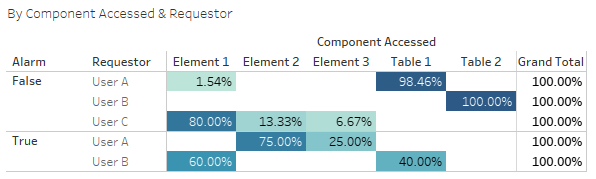 By Component Accessed & Requestor
Component Accessed
Alarm Requestor Element 1 Element 2 Element 3 Table 1 Table 2 Grand Total
False User A 1.54% 98.46% 100.00%
User B 100.00% 100.00%
User C 80.00% 13.33% 6.67% 100.00%
True User A 75.00% 25.00% 100.00%
User B 60.00% 40.00% 100.00%